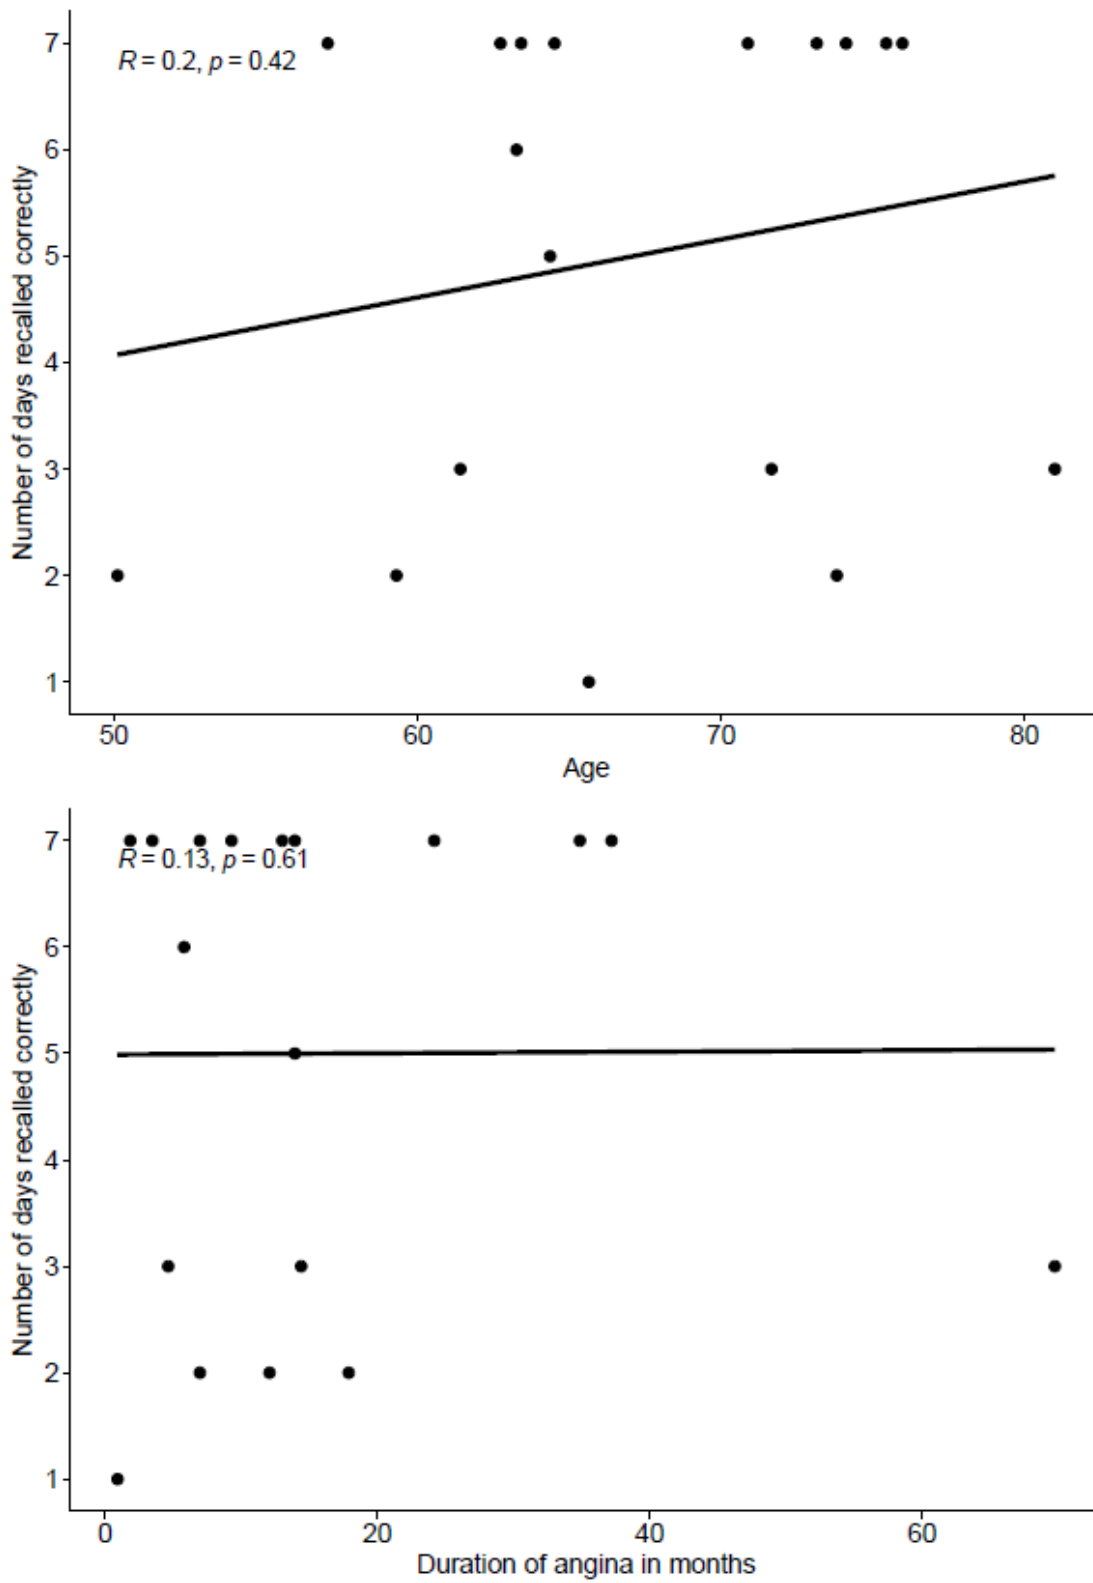 Number of days recalled correctly
7
6
5
4
3
2
1
R = 0.2, p = 0.42
50 60 70 80
Age
Number of days recalled correctly
7
6
5
4
3
2
1
R = 0.13, p = 0.61
0 20 40 60
Duration of angina in months